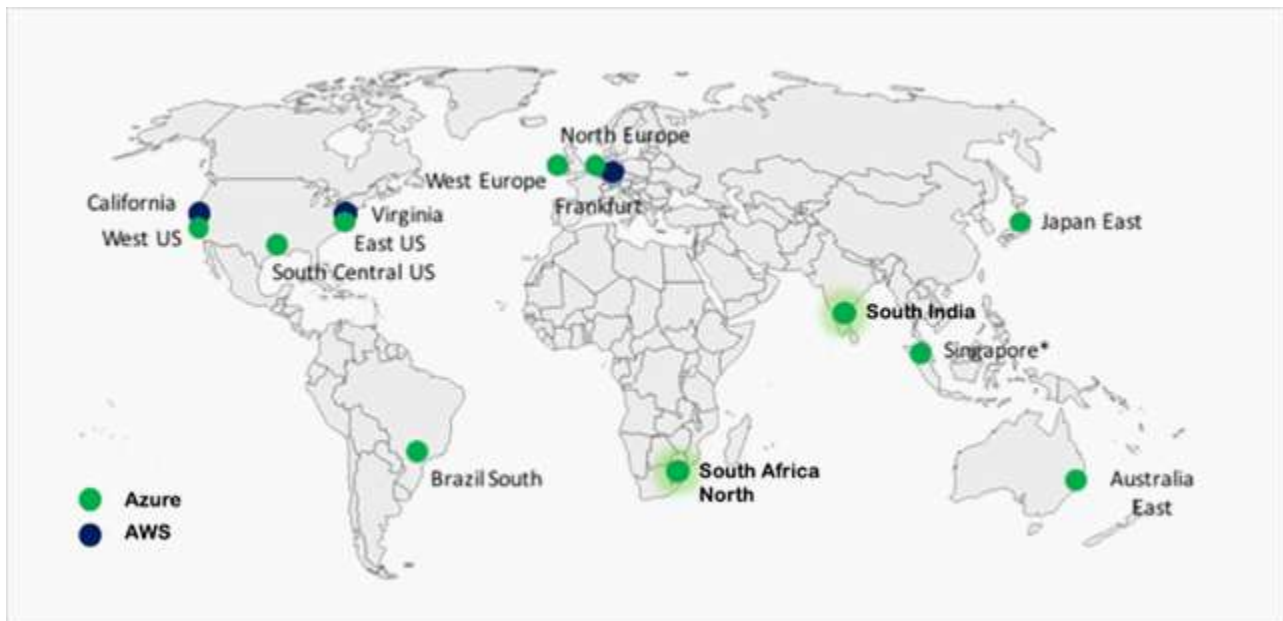 North Europe
West Europe
Frankfurt
California
West US
Virginia
East US
South Central US
Japan East
South India
Singapore*
Brazil South
South Africa
North
Australia
East
Azure
AWS